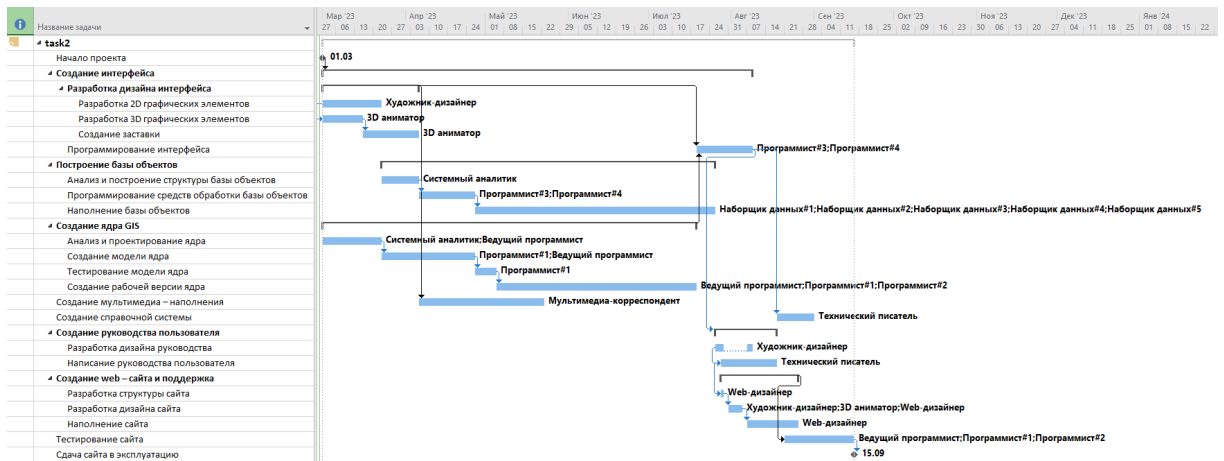 Мар '23 Апр '23 Май '23 Июн '23 Июл '23 Авг '23 Сен '23 Окт '23 Ноя '23 Дек '23 Янв '24
Название задачи 27 06 13 20 27 03 10 17 24 01 08 15 22 29 05 12 19 26 03 10 17 24 31 07 14 21 28 04 11 18 25 02 09 16 23 30 06 13 20 27 04 11 18 25 01 08 15 22
task2
Начало проекта 01.03
Создание интерфейса
Разработка дизайна интерфейса
Разработка 2D графических элементов Художник-дизайнер
Разработка 3D графических элементов 3D аниматор
Создание заставки 3D аниматор
Программирование интерфейса Программист#3;Программист#4
Построение базы объектов
Анализ и построение структуры базы объектов Системный аналитик
Программирование средств обработки базы объектов Программист#3;Программист#4
Наполнение базы объектов Наборщик данных#1;Наборщик данных#2;Наборщик данных#3;Наборщик данных#4;Наборщик данных#5
Создание ядра GIS
Анализ и проектирование ядра Системный аналитик;Ведущий программист
Создание модели ядра Программист#1;Ведущий программист
Тестирование модели ядра Программист#1
Создание рабочей версии ядра Ведущий программист;Программист#1;Программист#2
Создание мультимедиа – наполнения Мультимедиа-корреспондент
Создание справочной системы Технический писатель
Создание руководства пользователя
Разработка дизайна руководства Художник-дизайнер
Написание руководства пользователя Технический писатель
Создание web – сайта и поддержка
Разработка структуры сайта Web-дизайнер
Разработка дизайна сайта Художник-дизайнер;3D аниматор;Web-дизайнер
Наполнение сайта Web-дизайнер
Тестирование сайта Ведущий программист;Программист#1;Программист#2
Сдача сайта в эксплуатацию 15.09